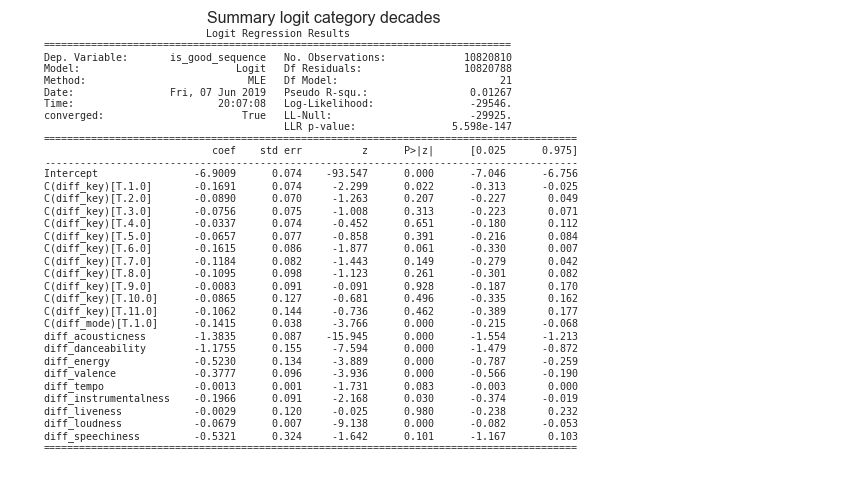 Summary logit category decades
Logit Regression Results
==============================================================================
Dep. Variable: is_good_sequence No. Observations: 10820810
Model: Logit Df Residuals: 10820788
Method: MLE Df Model: 21
Date: Fri, 07 Jun 2019 Pseudo R-squ.: 0.01267
Time: 20:07:08 Log-Likelihood: -29546.
converged: True LL-Null: -29925.
LLR p-value: 5.598e-147
=========================================================================================
coef std err z P>|z| [0.025 0.975]
-----------------------------------------------------------------------------------------
Intercept -6.9009 0.074 -93.547 0.000 -7.046 -6.756
C(diff_key)[T.1.0] -0.1691 0.074 -2.299 0.022 -0.313 -0.025
C(diff_key)[T.2.0] -0.0890 0.070 -1.263 0.207 -0.227 0.049
C(diff_key)[T.3.0] -0.0756 0.075 -1.008 0.313 -0.223 0.071
C(diff_key)[T.4.0] -0.0337 0.074 -0.452 0.651 -0.180 0.112
C(diff_key)[T.5.0] -0.0657 0.077 -0.858 0.391 -0.216 0.084
C(diff_key)[T.6.0] -0.1615 0.086 -1.877 0.061 -0.330 0.007
C(diff_key)[T.7.0] -0.1184 0.082 -1.443 0.149 -0.279 0.042
C(diff_key)[T.8.0] -0.1095 0.098 -1.123 0.261 -0.301 0.082
C(diff_key)[T.9.0] -0.0083 0.091 -0.091 0.928 -0.187 0.170
C(diff_key)[T.10.0] -0.0865 0.127 -0.681 0.496 -0.335 0.162
C(diff_key)[T.11.0] -0.1062 0.144 -0.736 0.462 -0.389 0.177
C(diff_mode)[T.1.0] -0.1415 0.038 -3.766 0.000 -0.215 -0.068
diff_acousticness -1.3835 0.087 -15.945 0.000 -1.554 -1.213
diff_danceability -1.1755 0.155 -7.594 0.000 -1.479 -0.872
diff_energy -0.5230 0.134 -3.889 0.000 -0.787 -0.259
diff_valence -0.3777 0.096 -3.936 0.000 -0.566 -0.190
diff_tempo -0.0013 0.001 -1.731 0.083 -0.003 0.000
diff_instrumentalness -0.1966 0.091 -2.168 0.030 -0.374 -0.019
diff_liveness -0.0029 0.120 -0.025 0.980 -0.238 0.232
diff_loudness -0.0679 0.007 -9.138 0.000 -0.082 -0.053
diff_speechiness -0.5321 0.324 -1.642 0.101 -1.167 0.103
=========================================================================================